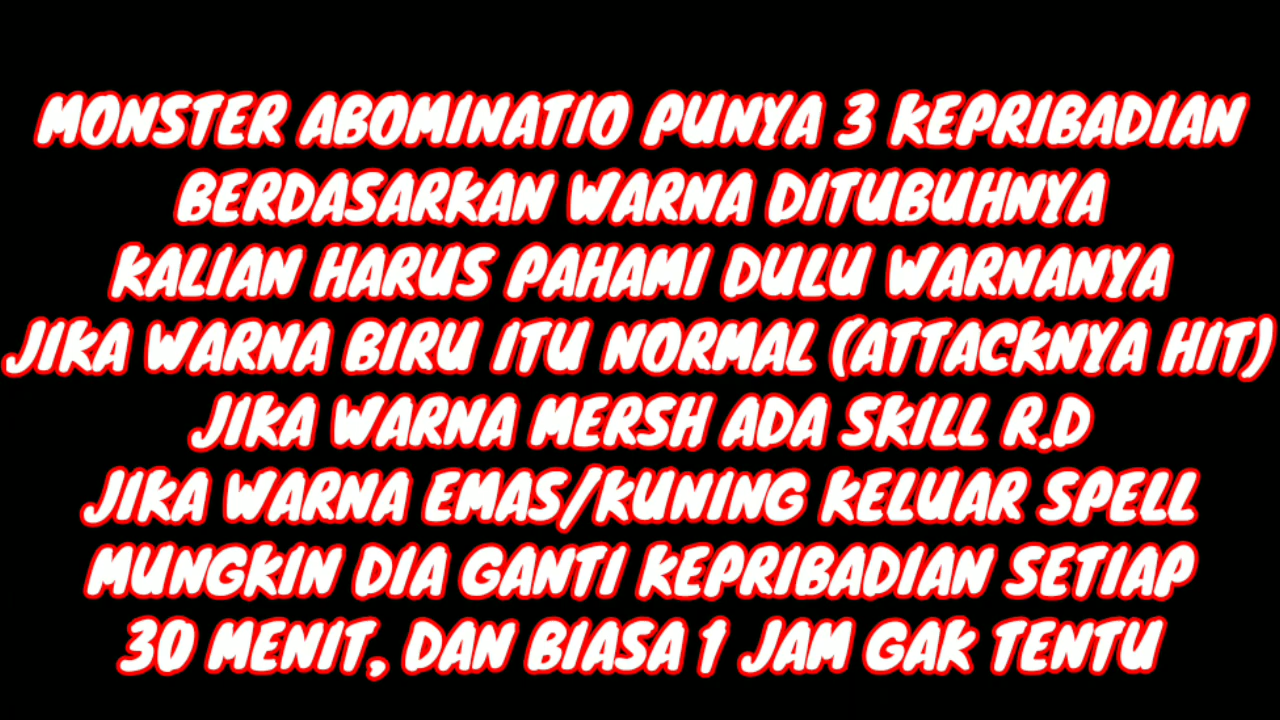 MONSTER ABOMINATIO PUNYA 3 KEPRIBADIAN
BERDASARKAN WARNA DITUBUHNYA
KALIAN HARUS PAHAMI DULU WARNANYA
JIKA WARNA BIRU ITU NORMAL (ATTACKNYA HIT)
JIKA WARNA MERSH ADA SKILL R.D
JIKA WARNA EMAS/KUNING KELUAR SPELL
MUNGKIN DIA GANTI KEPRIBADIAN SETIAP
30 MENIT, DAN BIASA 1 JAM GAK TENTU